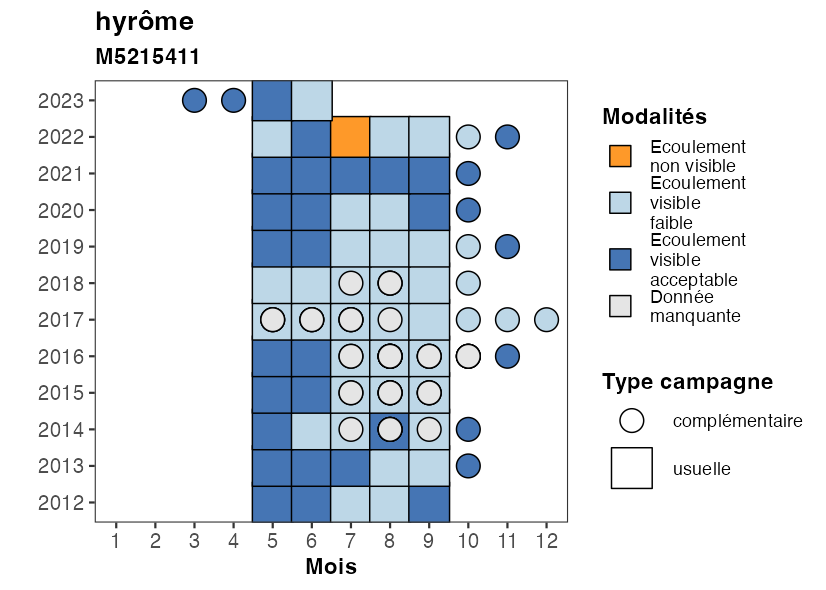 hyrôme
M5215411
2023
2022
2021
2020
2019
2018
2017
2016
2015
2014
2013
2012
1 2 3 4 5 6 7 8 9 10 11 12
Mois
Modalités
Ecoulement
non visible
Ecoulement
visible
faible
Ecoulement
visible
acceptable
Donnée
manquante
Type campagne
complémentaire
usuelle